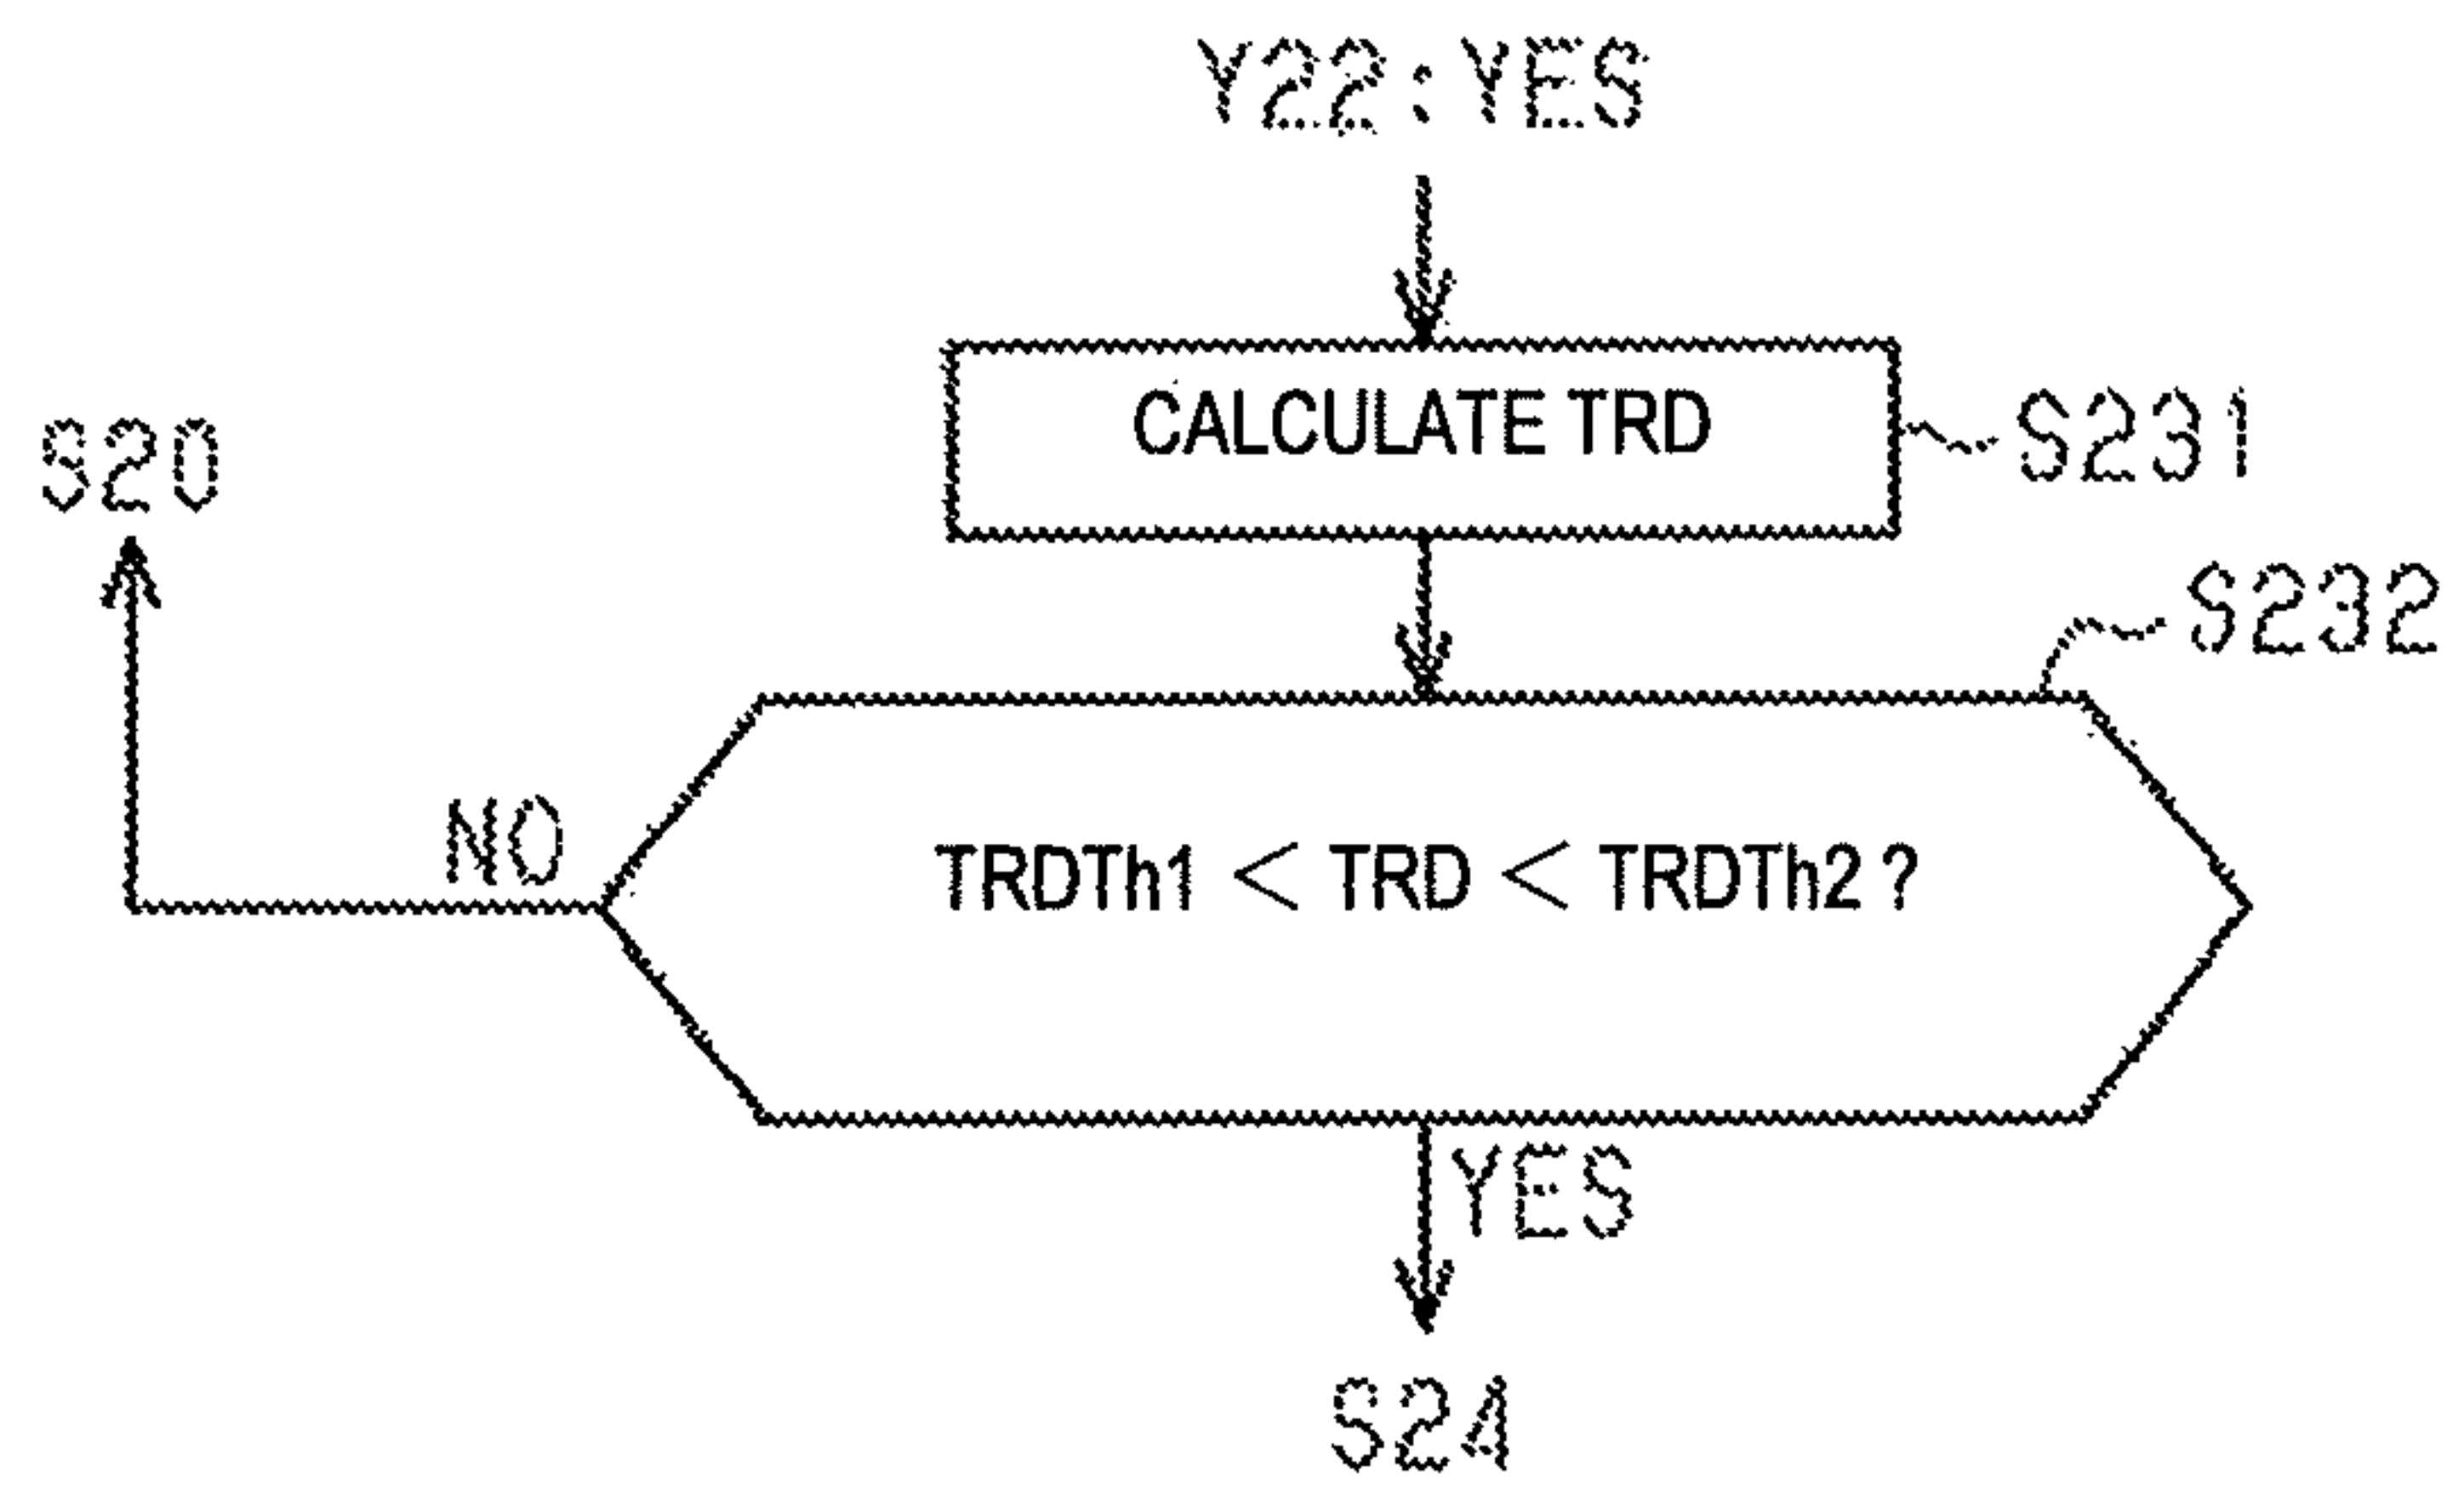 Y22:YES
CALCULATE TRD
S231
S20
S232
NO
TRDTh1 < TRD < TRDTh2 ?
YES
S24